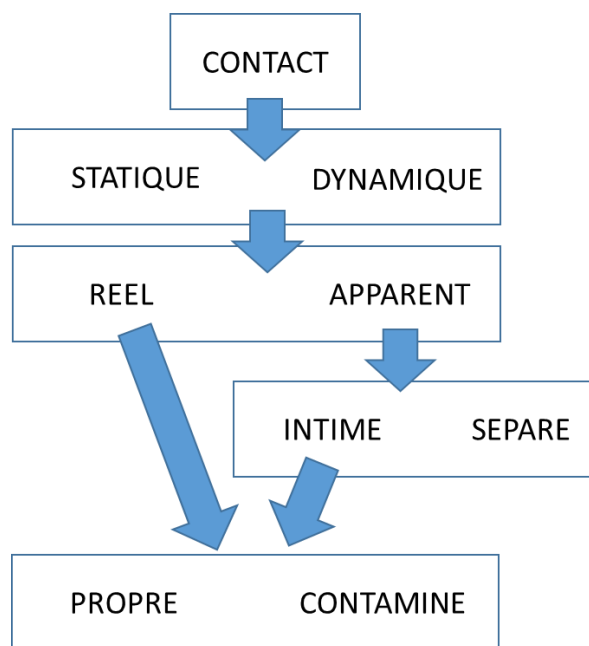 CONTACT
STATIQUE DYNAMIQUE
REEL APPARENT
INTIME SEPARE
PROPRE CONTAMINE